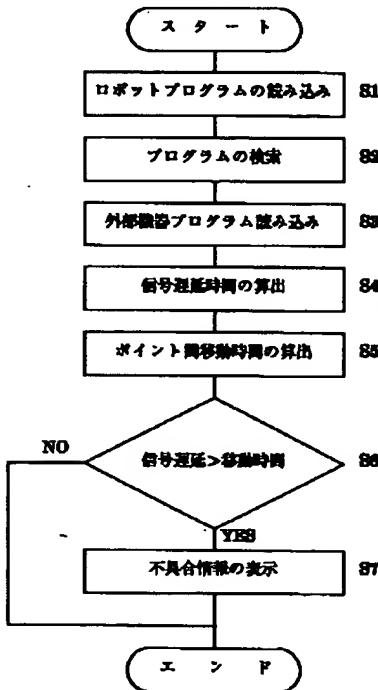 スタート
ロボットプログラムの読み込み S1
プログラムの検索 S2
外部機器プログラム読み込み S3
信号遅延時間の算出 S4
ポイント間移動時間の算出 S5
信号遅延>移動時間 S6
NO
YES
不具合情報の表示 S7
エンド